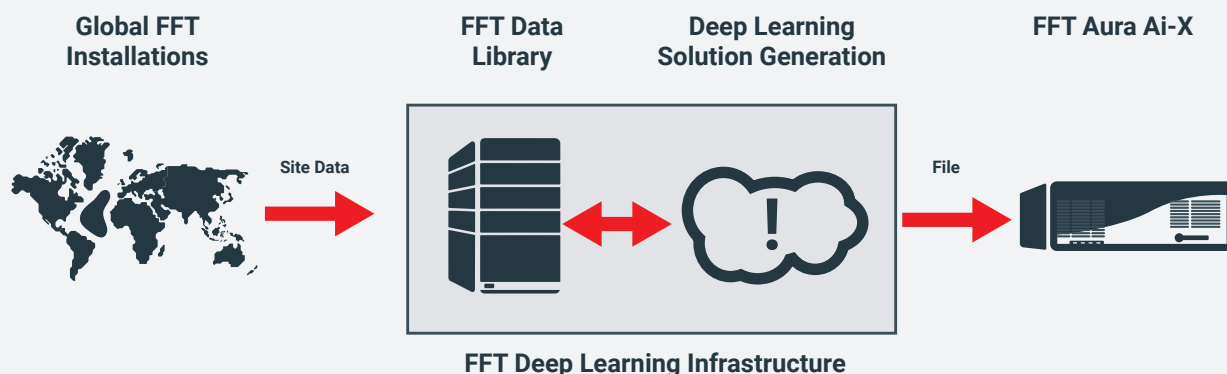 Global FFT
Installations
FFT Data
Library
Deep Learning
Solution Generation
FFT Aura Ai-X
Site Data
File
!
FFT Deep Learning Infrastructure